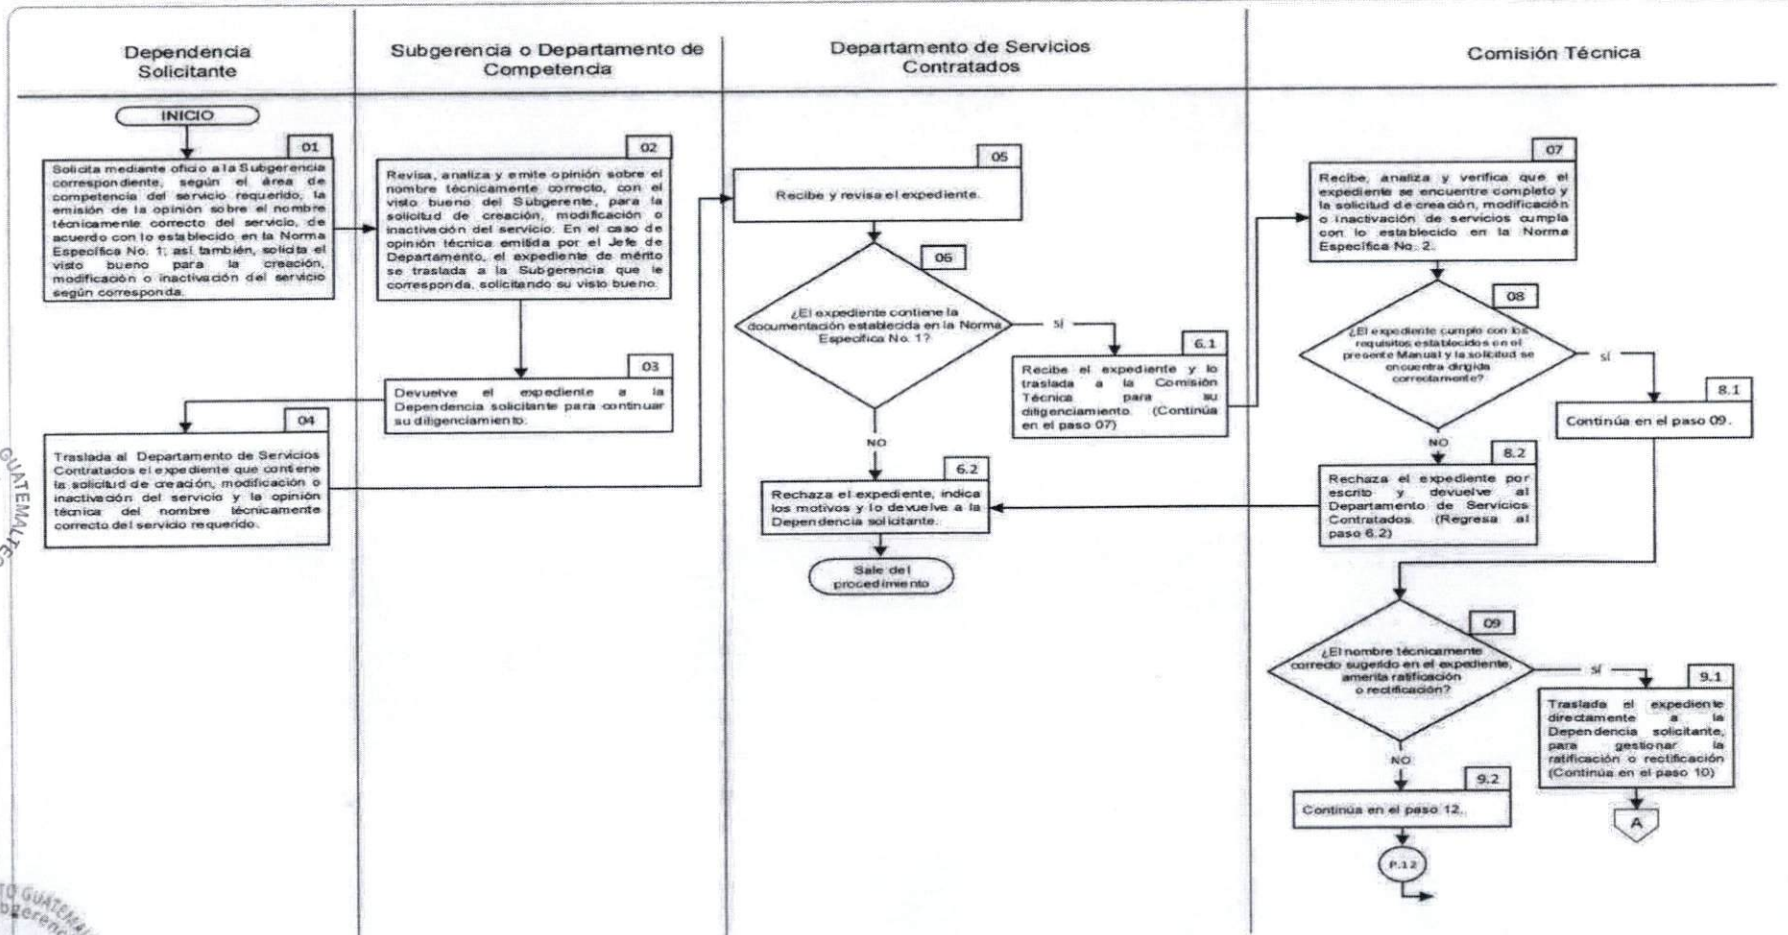 Dependencia
Solicitante
Subgerencia o Departamento de
Competencia
Departamento de Servicios
Contratados
Comisión Técnica
INICIO
01
Solicita mediante oficio a la Subgerencia
correspondiente, según el área de
competencia del servicio requerido, la
emisión de la opinión sobre el nombre
técnicamente correcto del servicio, de
acuerdo con lo establecido en la Norma
Específica No. 1; así también, solicita el
visto bueno para la creación,
modificación o inactivación del servicio
según corresponda.
02
Revisa, analiza y emite opinión sobre el
nombre técnicamente correcto, con el
visto bueno del Subgerente, para la
solicitud de creación, modificación o
inactivación del servicio. En el caso de
opinión técnica emitida por el Jefe de
Departamento, el expediente de mérito
se traslada a la Subgerencia que le
corresponda, solicitando su visto bueno.
03
Devuelve el expediente a la
Dependencia solicitante para continuar
su diligenciamiento.
04
Traslada al Departamento de Servicios
Contratados el expediente que contiene
la solicitud de creación, modificación o
inactivación del servicio y la opinión
técnica del nombre técnicamente
correcto del servicio requerido.
05
Recibe y revisa el expediente.
06
¿El expediente contiene la
documentación establecida en la Norma
Específica No. 1?
sí
6.1
Recibe el expediente y lo
traslada a la Comisión
Técnica para su
diligenciamiento. (Continúa
en el paso 07)
NO
6.2
Rechaza el expediente, indica
los motivos y lo devuelve a la
Dependencia solicitante.
Sale del
procedimiento
07
Recibe, analiza y verifica que el
expediente se encuentre completo y
la solicitud de creación, modificación
o inactivación de servicios cumpla
con lo establecido en la Norma
Específica No. 2.
08
¿El expediente cumple con los
requisitos establecidos en el
presente Manual y la solicitud se
encuentra dirigida
correctamente?
sí
8.1
Continúa en el paso 09.
NO
8.2
Rechaza el expediente por
escrito y devuelve al
Departamento de Servicios
Contratados. (Regresa al
paso 6.2)
09
¿El nombre técnicamente
correcto sugerido en el expediente,
amerita ratificación
o rectificación?
sí
9.1
Traslada el expediente
directamente a la
Dependencia solicitante,
para gestionar la
ratificación o rectificación
(Continúa en el paso 10)
A
NO
9.2
Continúa en el paso 12.
P.12